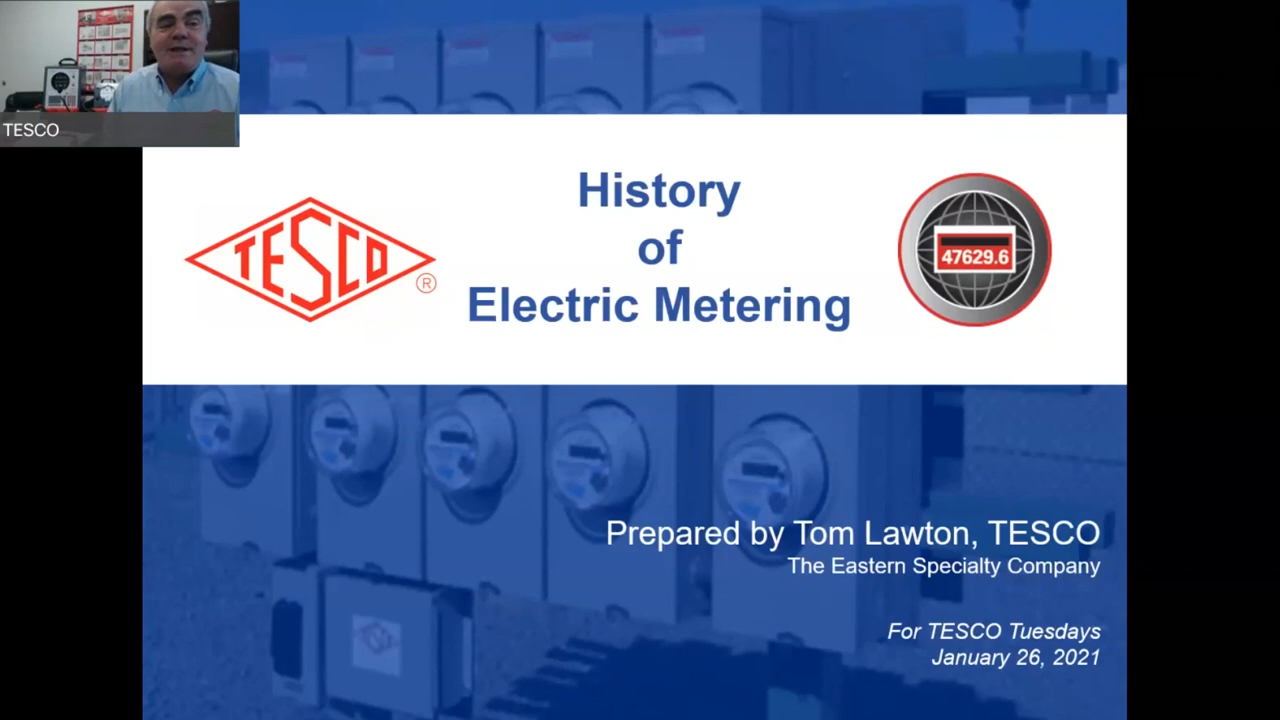 TESCO
TESCO
®
History
of
Electric Metering
47629.6
Prepared by Tom Lawton, TESCO
The Eastern Specialty Company
For TESCO Tuesdays
January 26, 2021